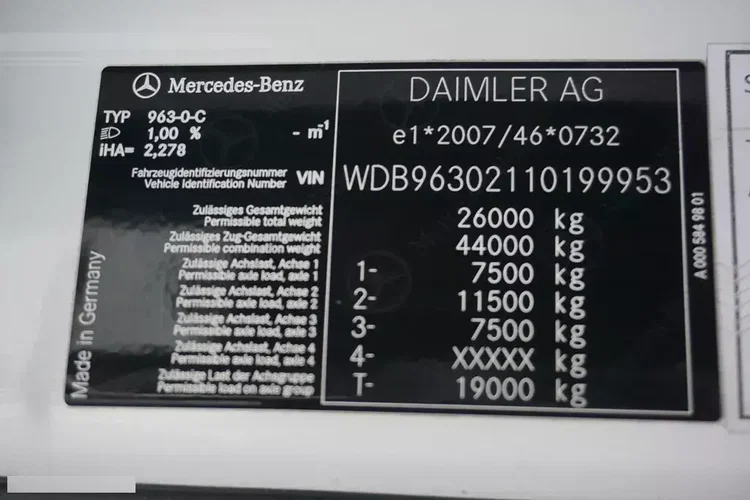 Mercedes-Benz
TYP 963-0-C
1,00 % - m⁻¹
iHA= 2,278
Fahrzeugidentifizierungsnummer
Vehicle Identification Number VIN
Zulässiges Gesamtgewicht
Permissible total weight
Zulässiges Zug-Gesamtgewicht
Permissible combination weight
Zulässige Achslast, Achse 1
Permissible axle load, axle 1
Zulässige Achslast, Achse 2
Permissible axle load, axle 2
Zulässige Achslast, Achse 3
Permissible axle load, axle 3
Zulässige Achslast, Achse 4
Permissible axle load, axle 4
Zulässige Last der Achsgruppe
Permissible load on axle group
Made in Germany
DAIMLER AG
e1*2007/46*0732
WDB96302110199953
26000 kg
44000 kg
1- 7500 kg
2- 11500 kg
3- 7500 kg
4- XXXXX kg
T- 19000 kg
A 000 584 98 01